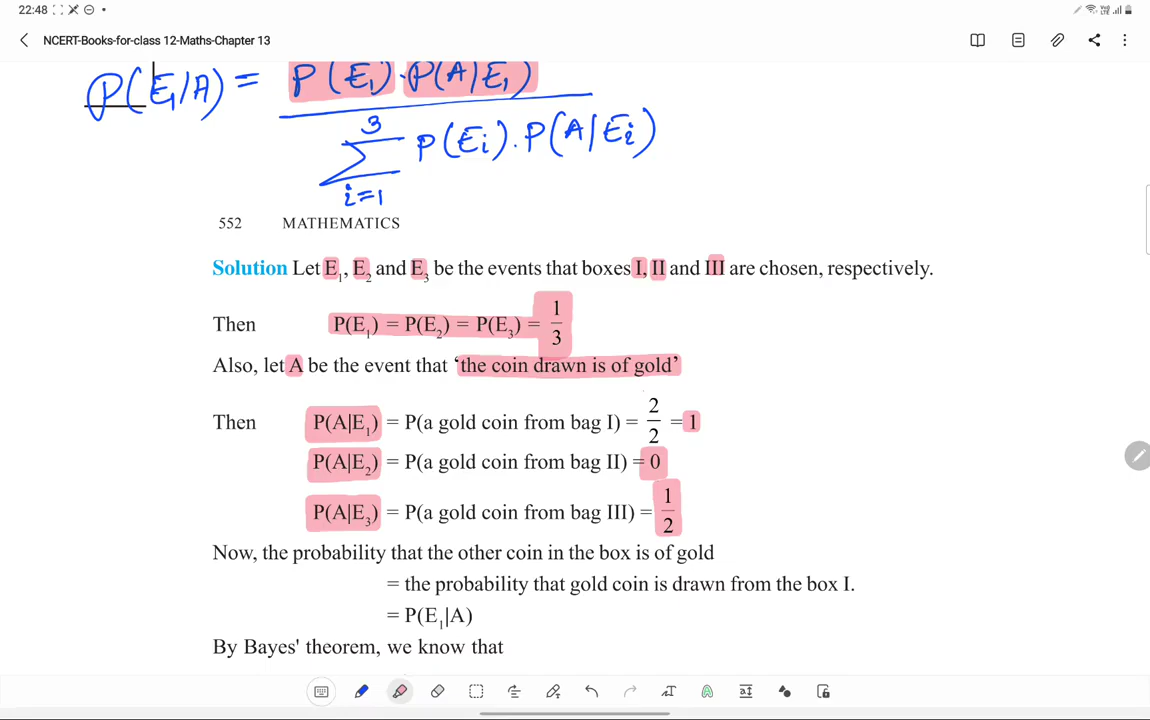 22:48
NCERT-Books-for-class 12-Maths-Chapter 13
P(E₁/A) = P(E₁).P(A|E₁)
3
∑ P(Ei).P(A|Ei)
i=1
552 MATHEMATICS
Solution Let E₁, E₂ and E₃ be the events that boxes I, II and III are chosen, respectively.
Then P(E₁) = P(E₂) = P(E₃) = 1/3
Also, let A be the event that ‘the coin drawn is of gold’
Then P(A|E₁) = P(a gold coin from bag I) = 2/2 = 1
P(A|E₂) = P(a gold coin from bag II) = 0
P(A|E₃) = P(a gold coin from bag III) = 1/2
Now, the probability that the other coin in the box is of gold
= the probability that gold coin is drawn from the box I.
= P(E₁|A)
By Bayes' theorem, we know that